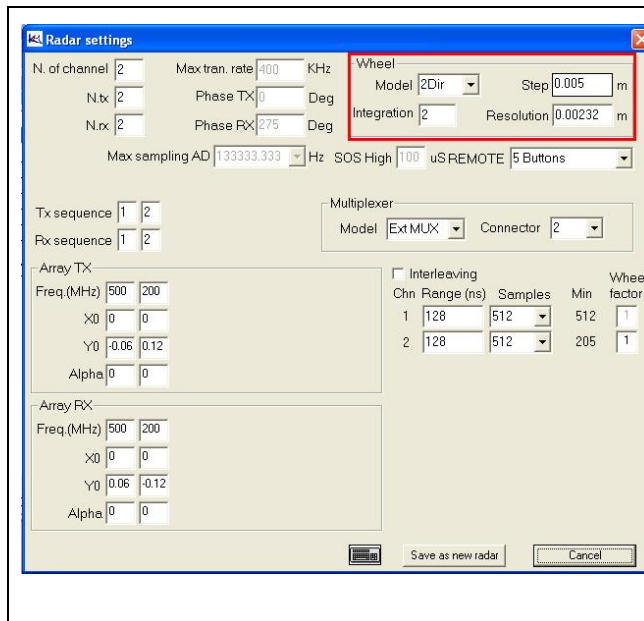 Radar settings
N. of channel 2 Max tran. rate 400 KHz
N.tx 2 Phase TX 0 Deg
N.rx 2 Phase RX 275 Deg
Wheel
Model 2Dir Step 0.005 m
Integration 2 Resolution 0.00232 m
Max sampling AD 133333.333 Hz SOS High 100 uS REMOTE 5 Buttons
Tx sequence 1 2
Rx sequence 1 2
Multiplexer
Model Ext MUX Connector 2
Array TX
Freq.(MHz) 500 200
X0 0 0
Y0 -0.06 0.12
Alpha 0 0
Interleaving
Chn Range (ns) Samples Min Whee factor
1 128 512 512 1
2 128 512 205 1
Array RX
Freq.(MHz) 500 200
X0 0 0
Y0 0.06 -0.12
Alpha 0 0
Save as new radar Cancel